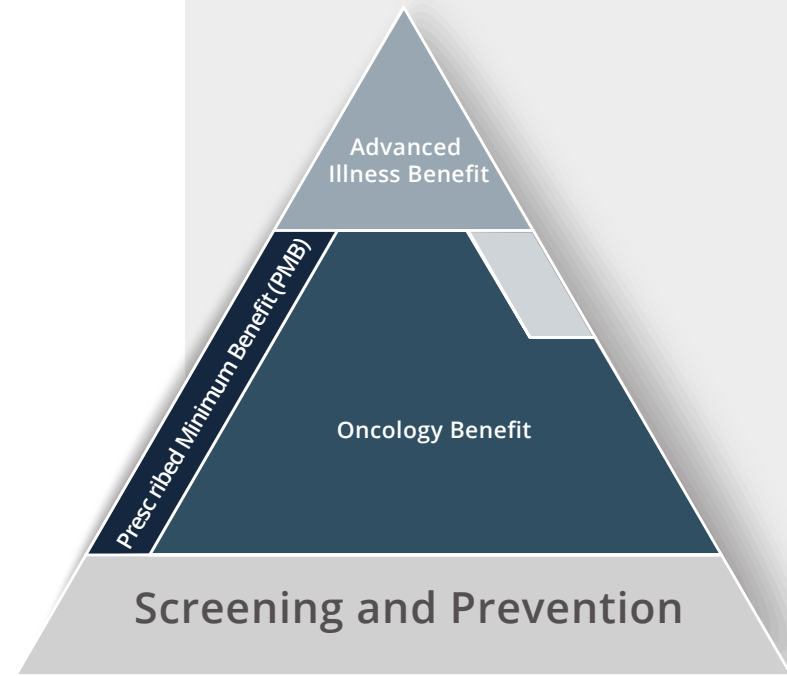 Advanced
Illness Benefit
Presc ribed Minimum Benefit (PMB)
Oncology Benefit
Screening and Prevention